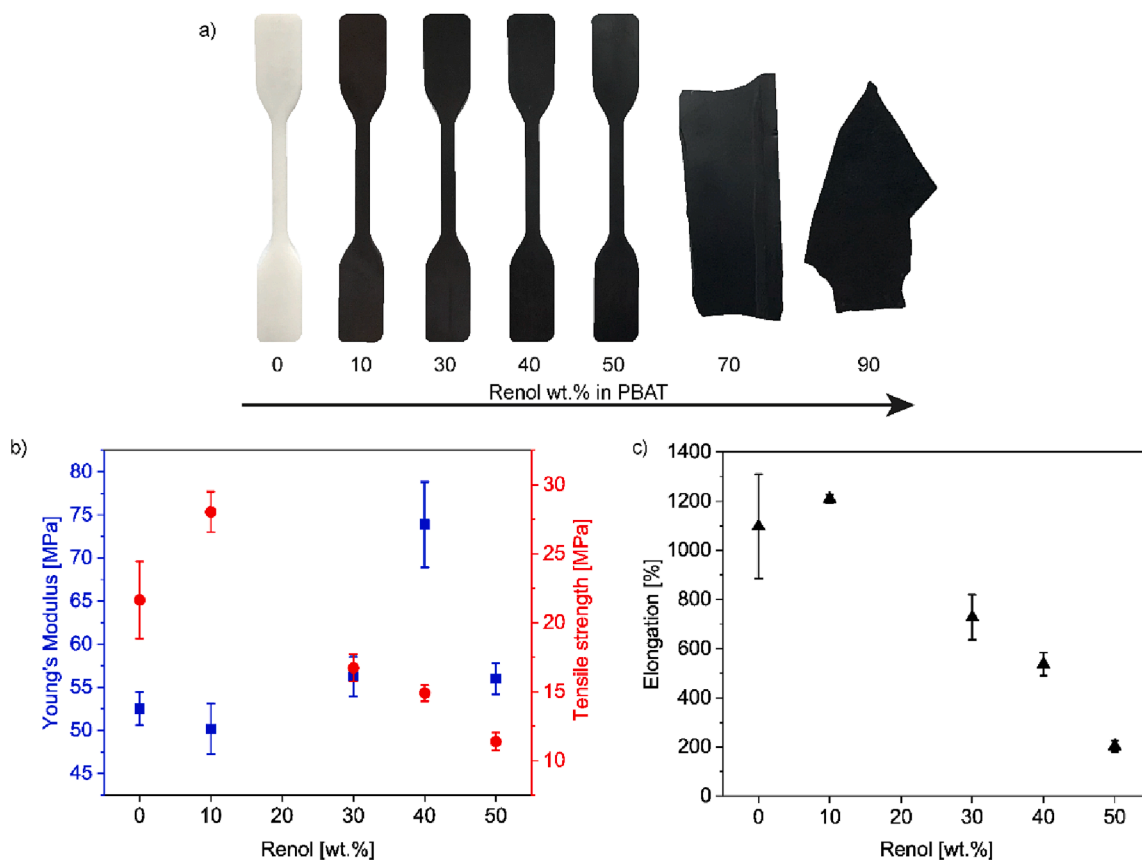 a)
0 10 30 40 50 70 90
Renol wt.% in PBAT
b)
Young's Modulus [MPa]
80
75
70
65
60
55
50
45
0 10 20 30 40 50
Renol [wt.%]
30
25
20
15
10
Tensile strength [MPa]
c)
Elongation [%]
1400
1200
1000
800
600
400
200
0
0 10 20 30 40 50
Renol [wt.%]